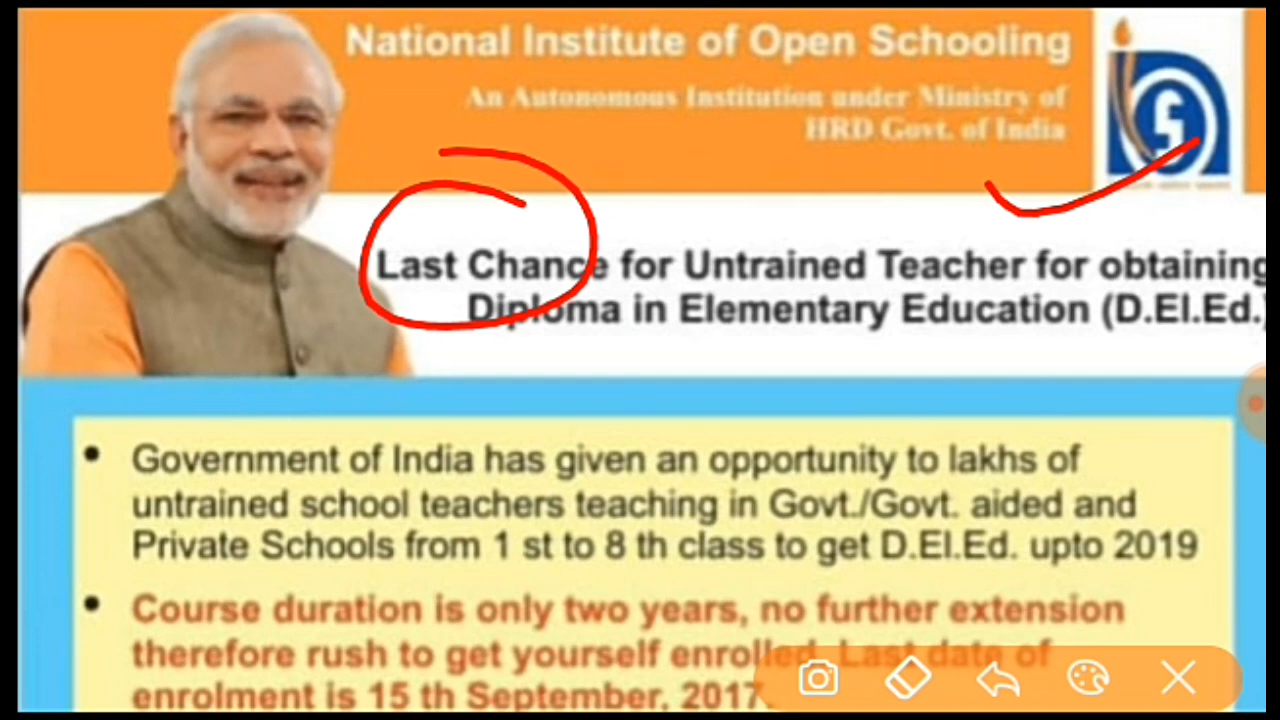 National Institute of Open Schooling
An Autonomous Institution under Ministry of
HRD Govt. of India
Last Chance for Untrained Teacher for obtaining
Diploma in Elementary Education (D.El.Ed.)
• Government of India has given an opportunity to lakhs of
untrained school teachers teaching in Govt./Govt. aided and
Private Schools from 1 st to 8 th class to get D.El.Ed. upto 2019
• Course duration is only two years, no further extension
therefore rush to get yourself enrolled. Last date of
enrolment is 15 th September, 2017.